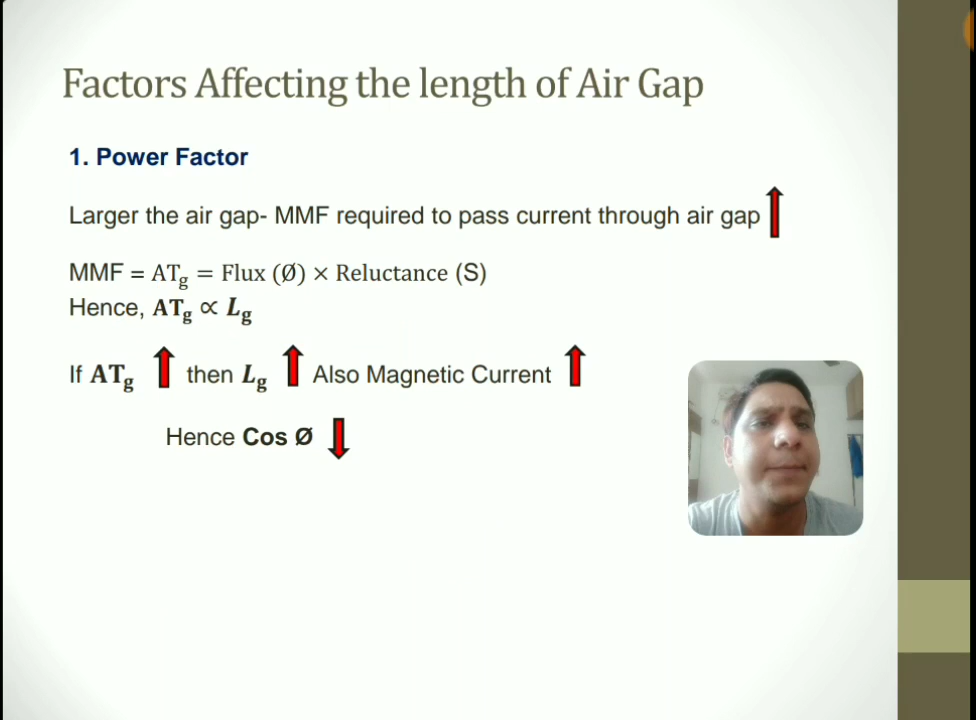 Factors Affecting the length of Air Gap
1. Power Factor
Larger the air gap- MMF required to pass current through air gap
MMF = ATg = Flux (Ø) × Reluctance (S)
Hence, ATg ∝ Lg
If ATg then Lg Also Magnetic Current
Hence Cos Ø